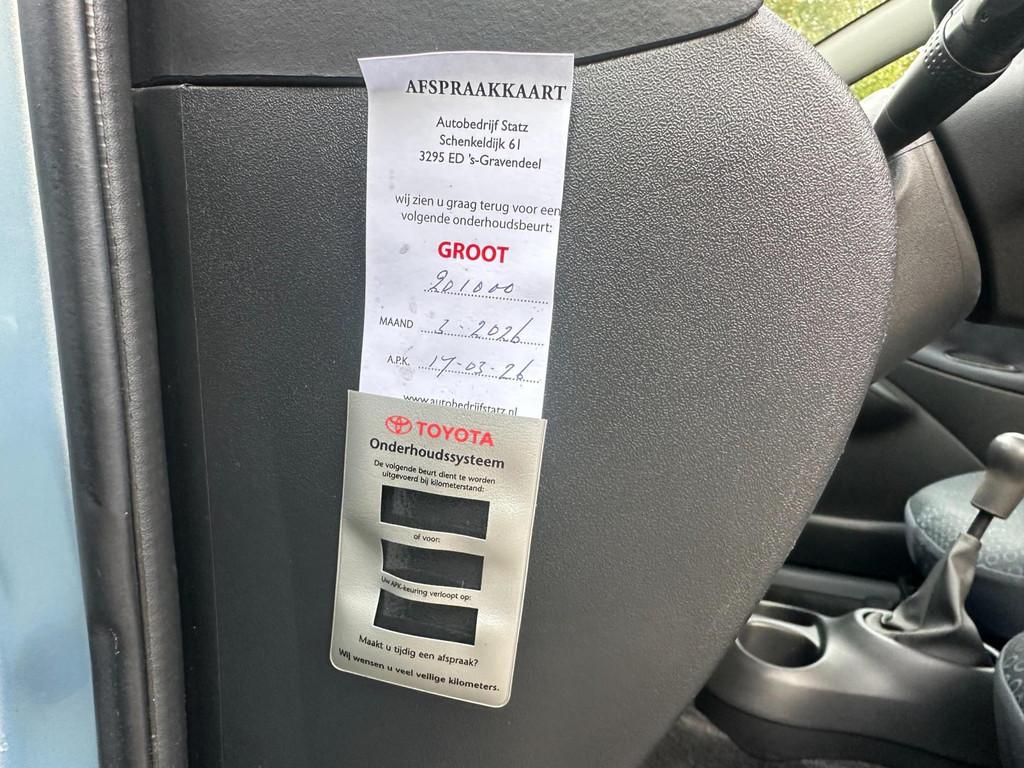 AFSPRAAKKAART
Autobedrijf Statz
Schenkeldijk 61
3295 ED 's-Gravendeel
wij zien u graag terug voor een
volgende onderhoudsbeurt:
GROOT
201000
MAAND 3-2026
A.P.K. 17-03-26
www.autobedrijfstatz.nl
TOYOTA
Onderhoudssysteem
De volgende beurt dient te worden
uitgevoerd bij kilometerstand:
of voor:
Uw APK-keuring verloopt op:
Maakt u tijdig een afspraak?
Wij wensen u veel veilige kilometers.